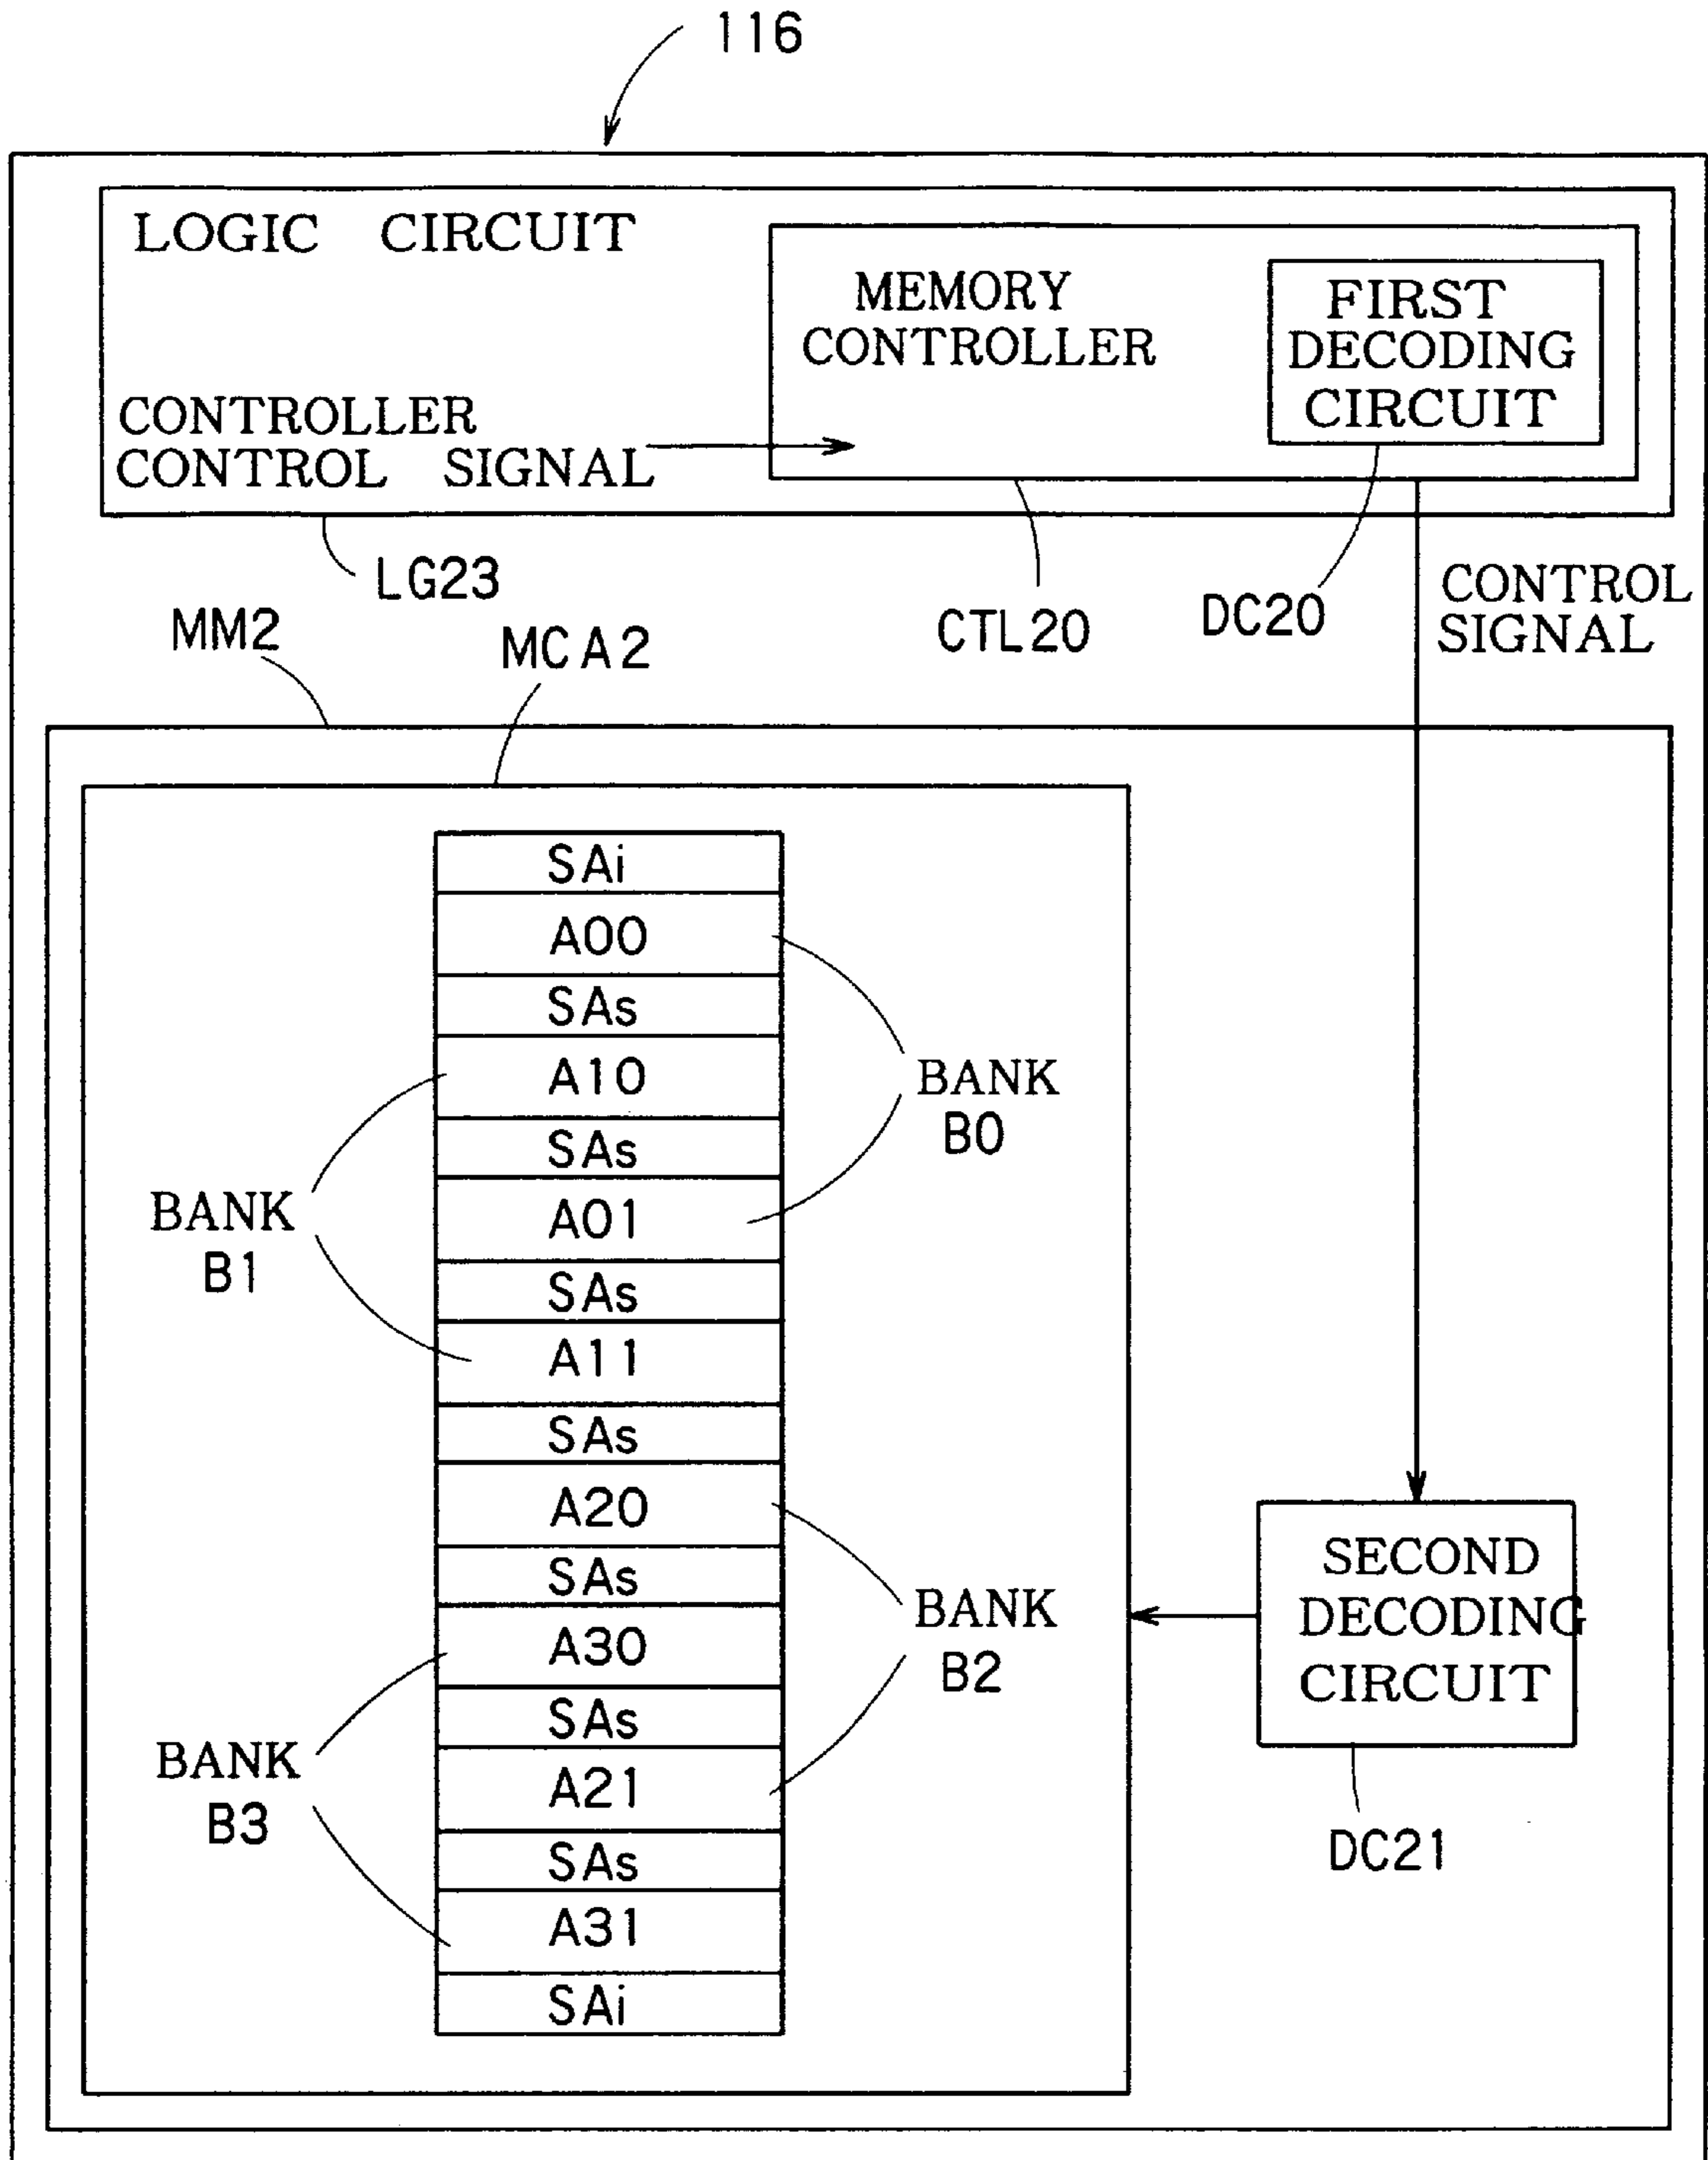 116
LOGIC CIRCUIT
MEMORY
CONTROLLER
FIRST
DECODING
CIRCUIT
CONTROLLER
CONTROL SIGNAL
LG23
CTL20
DC20
CONTROL
SIGNAL
MM2
MCA2
SAi
A00
SAs
A10
SAs
A01
SAs
A11
SAs
A20
SAs
A30
SAs
A21
SAs
A31
SAi
BANK
B0
BANK
B1
BANK
B2
BANK
B3
SECOND
DECODING
CIRCUIT
DC21